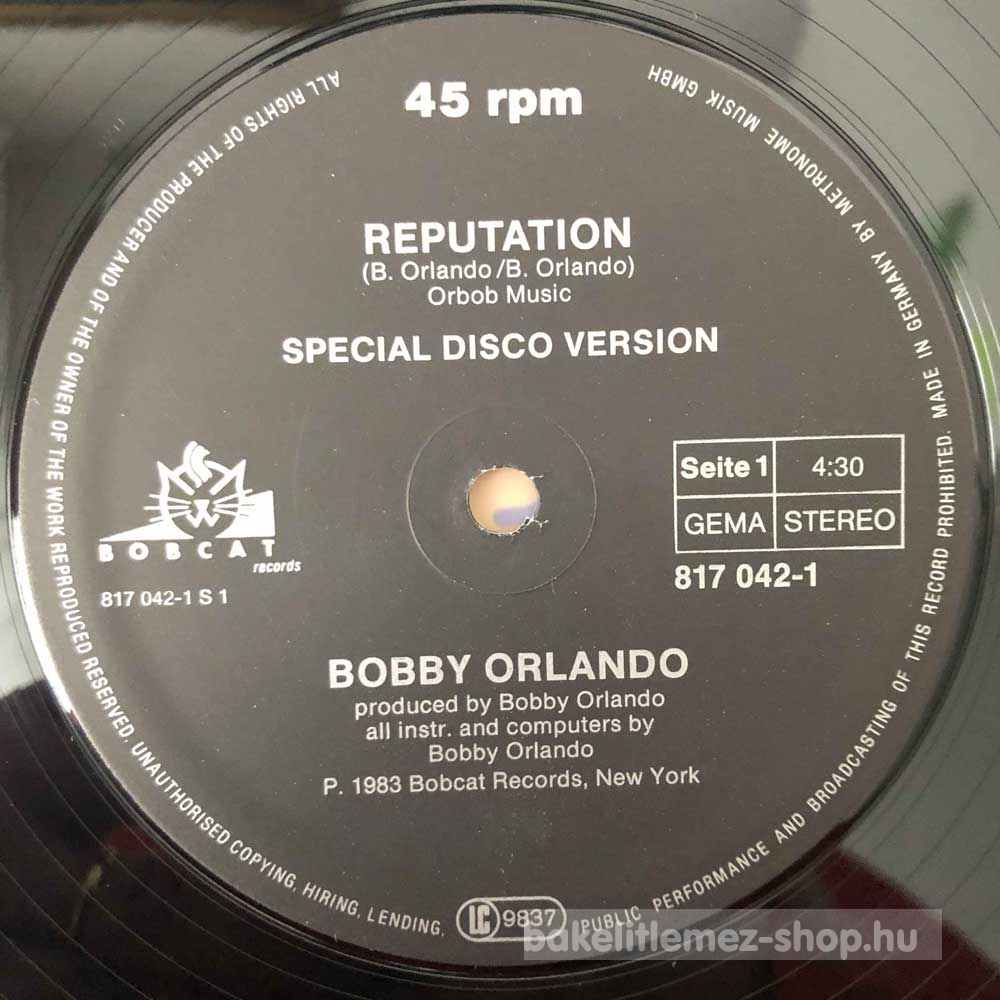 45 rpm
REPUTATION
(B. Orlando/B. Orlando)
Orbob Music
SPECIAL DISCO VERSION
BOBCAT
records
817 042-1 S 1
Seite 1
4:30
GEMA
STEREO
817 042-1
BOBBY ORLANDO
produced by Bobby Orlando
all instr. and computers by
Bobby Orlando
P. 1983 Bobcat Records, New York
ALL RIGHTS OF THE PRODUCER AND OF THE OWNER OF THE WORK REPRODUCED RESERVED. UNAUTHORISED COPYING, HIRING, LENDING, PUBLIC PERFORMANCE AND BROADCASTING OF THIS RECORD PROHIBITED. MADE IN GERMANY BY METRONOME MUSIK GMBH
LC 9837
bakelitlemez-shop.hu